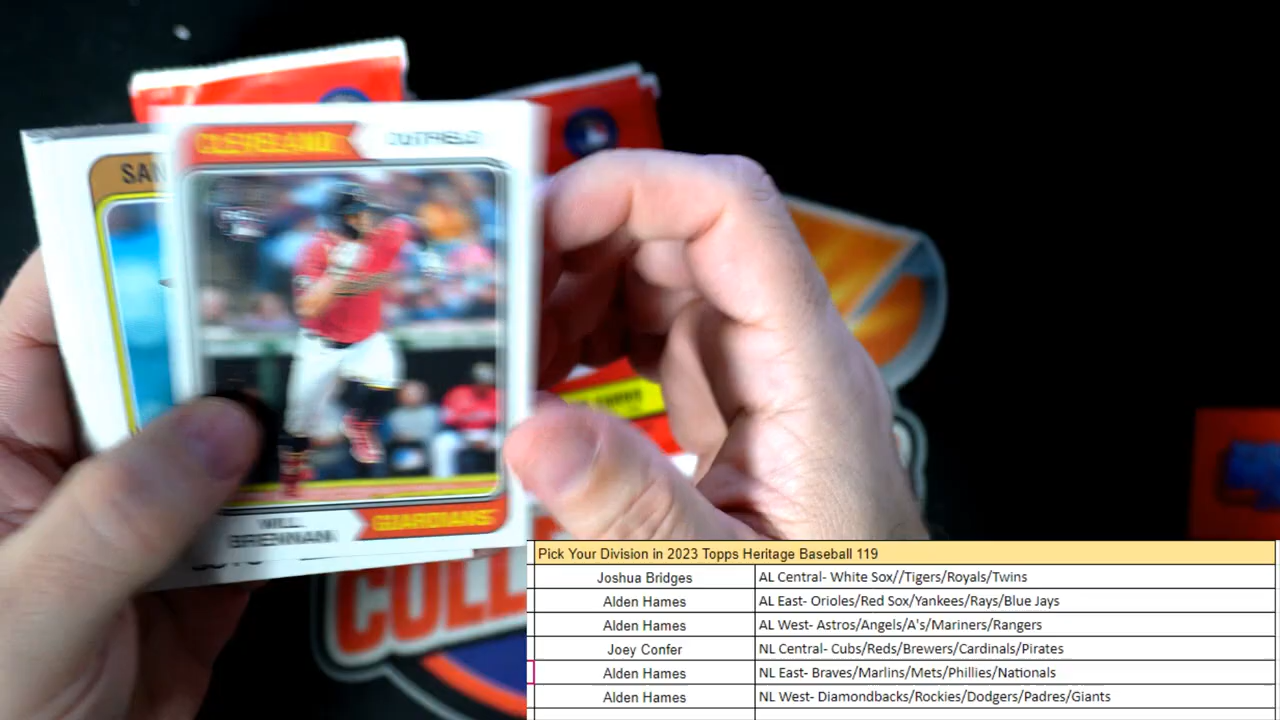 CLEVELAND
OUTFIELD
SAN
WILL
BRENNAN
GUARDIANS
COLL
Pick Your Division in 2023 Topps Heritage Baseball 119
Joshua Bridges AL Central- White Sox//Tigers/Royals/Twins
Alden Hames AL East- Orioles/Red Sox/Yankees/Rays/Blue Jays
Alden Hames AL West- Astros/Angels/A's/Mariners/Rangers
Joey Confer NL Central- Cubs/Reds/Brewers/Cardinals/Pirates
Alden Hames NL East- Braves/Marlins/Mets/Phillies/Nationals
Alden Hames NL West- Diamondbacks/Rockies/Dodgers/Padres/Giants